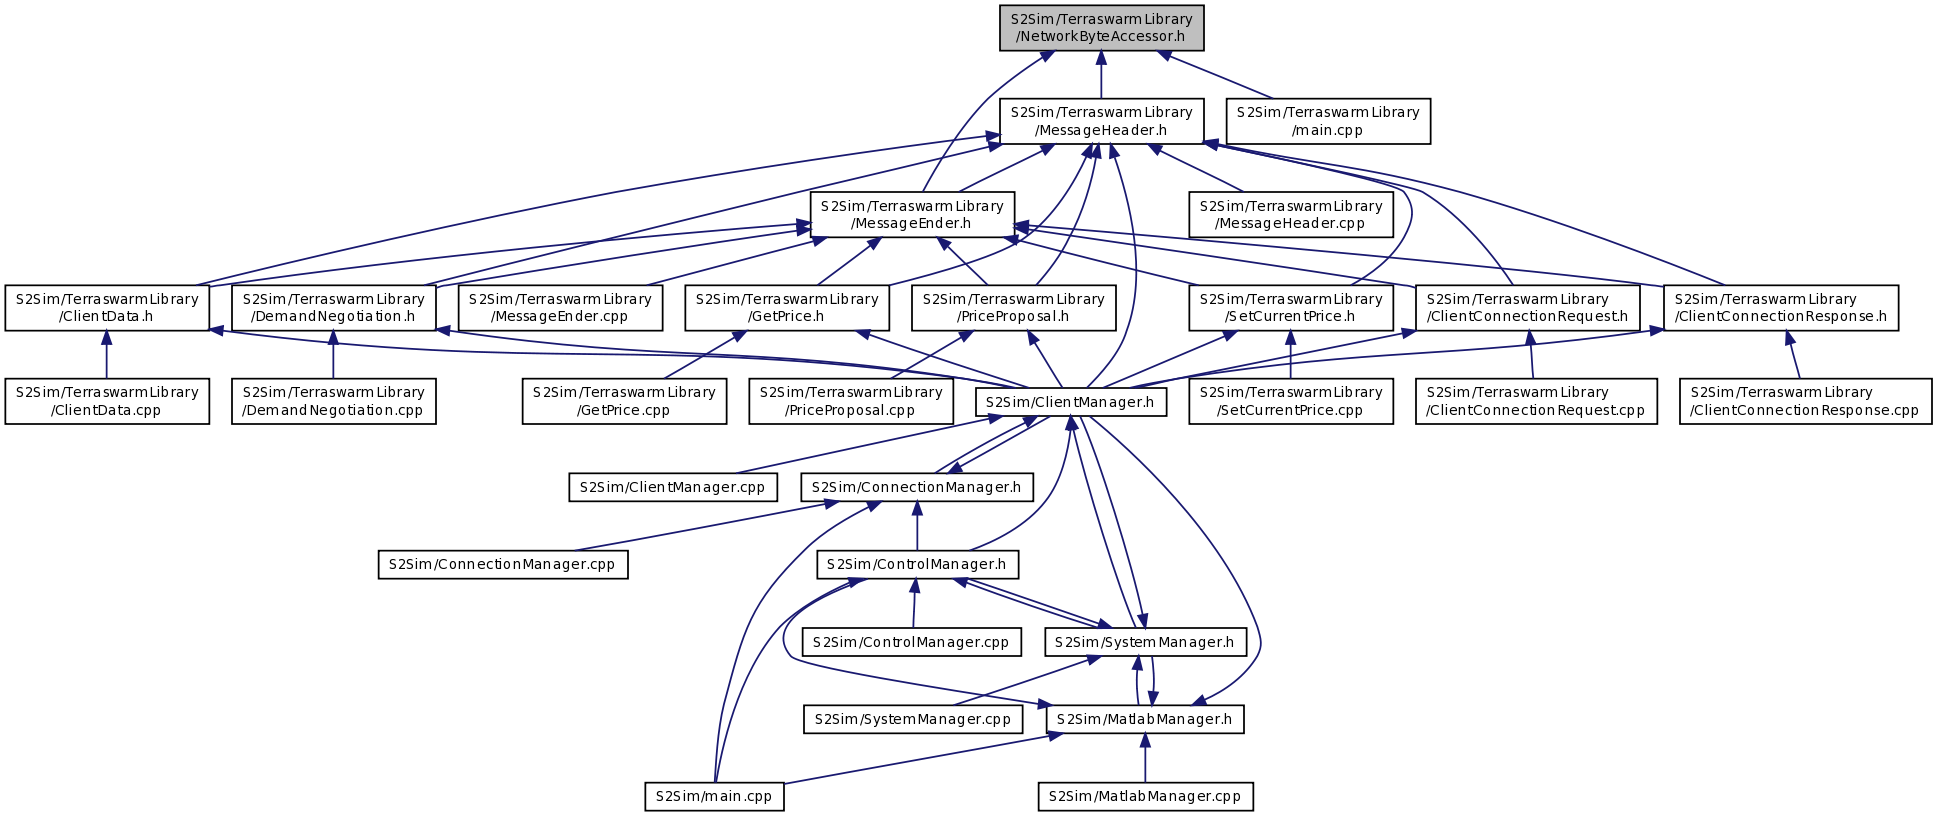 S2Sim/TerraswarmLibrary
/NetworkByteAccessor.h
S2Sim/TerraswarmLibrary
/MessageHeader.h
S2Sim/TerraswarmLibrary
/main.cpp
S2Sim/TerraswarmLibrary
/MessageEnder.h
S2Sim/TerraswarmLibrary
/MessageHeader.cpp
S2Sim/TerraswarmLibrary
/ClientData.h
S2Sim/TerraswarmLibrary
/DemandNegotiation.h
S2Sim/TerraswarmLibrary
/MessageEnder.cpp
S2Sim/TerraswarmLibrary
/GetPrice.h
S2Sim/TerraswarmLibrary
/PriceProposal.h
S2Sim/TerraswarmLibrary
/SetCurrentPrice.h
S2Sim/TerraswarmLibrary
/ClientConnectionRequest.h
S2Sim/TerraswarmLibrary
/ClientConnectionResponse.h
S2Sim/TerraswarmLibrary
/ClientData.cpp
S2Sim/TerraswarmLibrary
/DemandNegotiation.cpp
S2Sim/TerraswarmLibrary
/GetPrice.cpp
S2Sim/TerraswarmLibrary
/PriceProposal.cpp
S2Sim/ClientManager.h
S2Sim/TerraswarmLibrary
/SetCurrentPrice.cpp
S2Sim/TerraswarmLibrary
/ClientConnectionRequest.cpp
S2Sim/TerraswarmLibrary
/ClientConnectionResponse.cpp
S2Sim/ClientManager.cpp
S2Sim/ConnectionManager.h
S2Sim/ConnectionManager.cpp
S2Sim/ControlManager.h
S2Sim/ControlManager.cpp
S2Sim/SystemManager.h
S2Sim/SystemManager.cpp
S2Sim/MatlabManager.h
S2Sim/main.cpp
S2Sim/MatlabManager.cpp